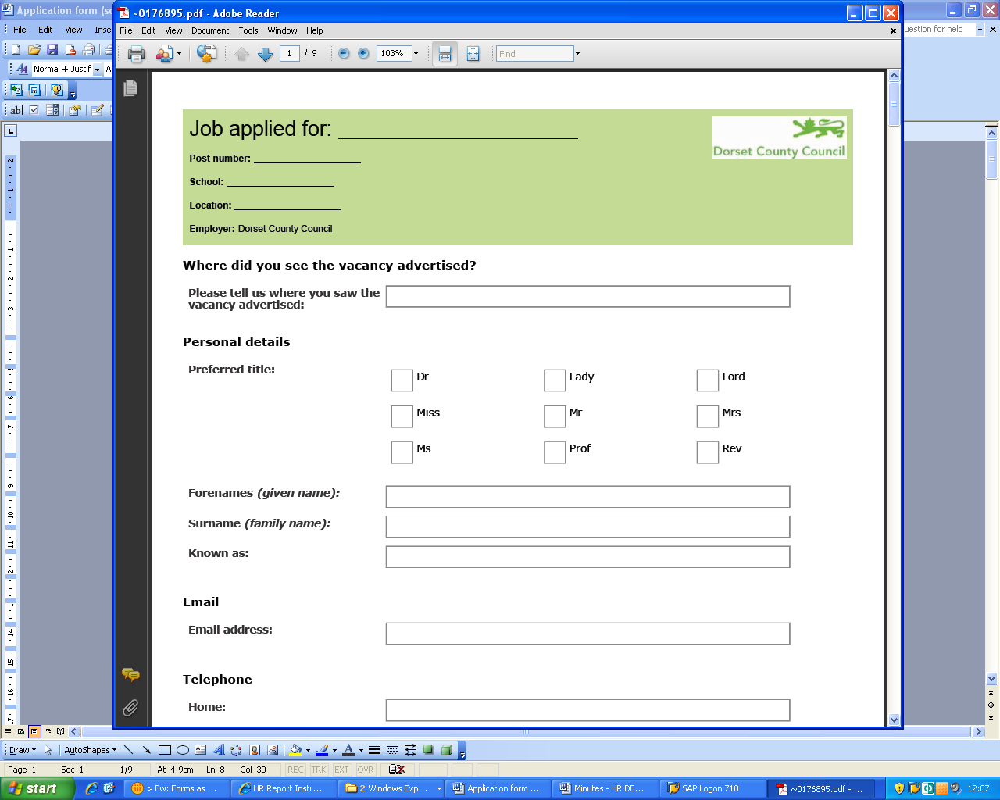 Application form (sc
~0176895.pdf - Adobe Reader
File Edit View Inser
File Edit View Document Tools Window Help
uestion for help
Normal + Justif
1 / 9
103%
Find
Job applied for:
Dorset County Council
Post number:
School:
Location:
Employer: Dorset County Council
Where did you see the vacancy advertised?
Please tell us where you saw the
vacancy advertised:
Personal details
Preferred title:
Dr
Lady
Lord
Miss
Mr
Mrs
Ms
Prof
Rev
Forenames (given name):
Surname (family name):
Known as:
Email
Email address:
Telephone
Home:
Draw AutoShapes
Page 1 Sec 1 1/9 At 4.9cm Ln 8 Col 30 REC TRK EXT OVR
start > Fw: Forms as ... HR Report Instr... 2 Windows Exp... Application form ... Minutes - HR DE... SAP Logon 710 ~0176895.pdf - ... 12:07